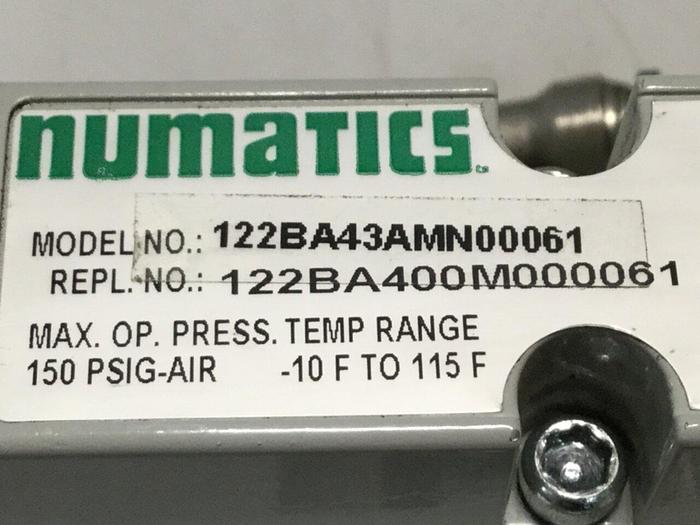 numatics
MODEL NO.: 122BA43AMN00061
REPL. NO.: 122BA400M000061
MAX. OP. PRESS. TEMP RANGE
150 PSIG-AIR -10 F TO 115 F